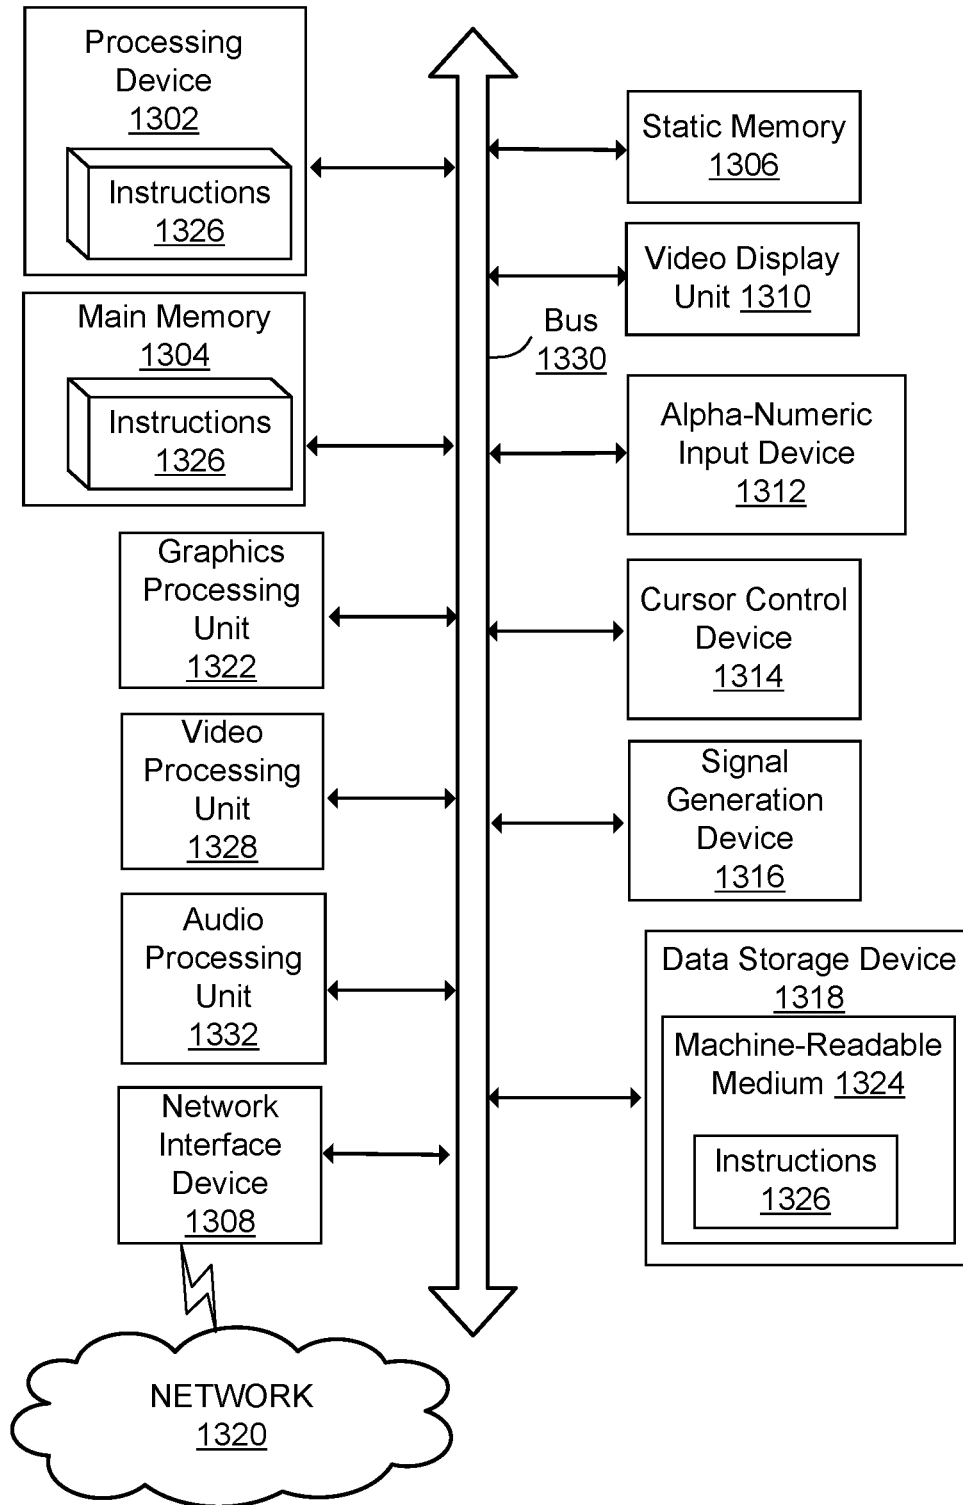 Processing
Device
1302
Instructions
1326
Main Memory
1304
Instructions
1326
Graphics
Processing
Unit
1322
Video
Processing
Unit
1328
Audio
Processing
Unit
1332
Network
Interface
Device
1308
NETWORK
1320
Bus
1330
Static Memory
1306
Video Display
Unit 1310
Alpha-Numeric
Input Device
1312
Cursor Control
Device
1314
Signal
Generation
Device
1316
Data Storage Device
1318
Machine-Readable
Medium 1324
Instructions
1326